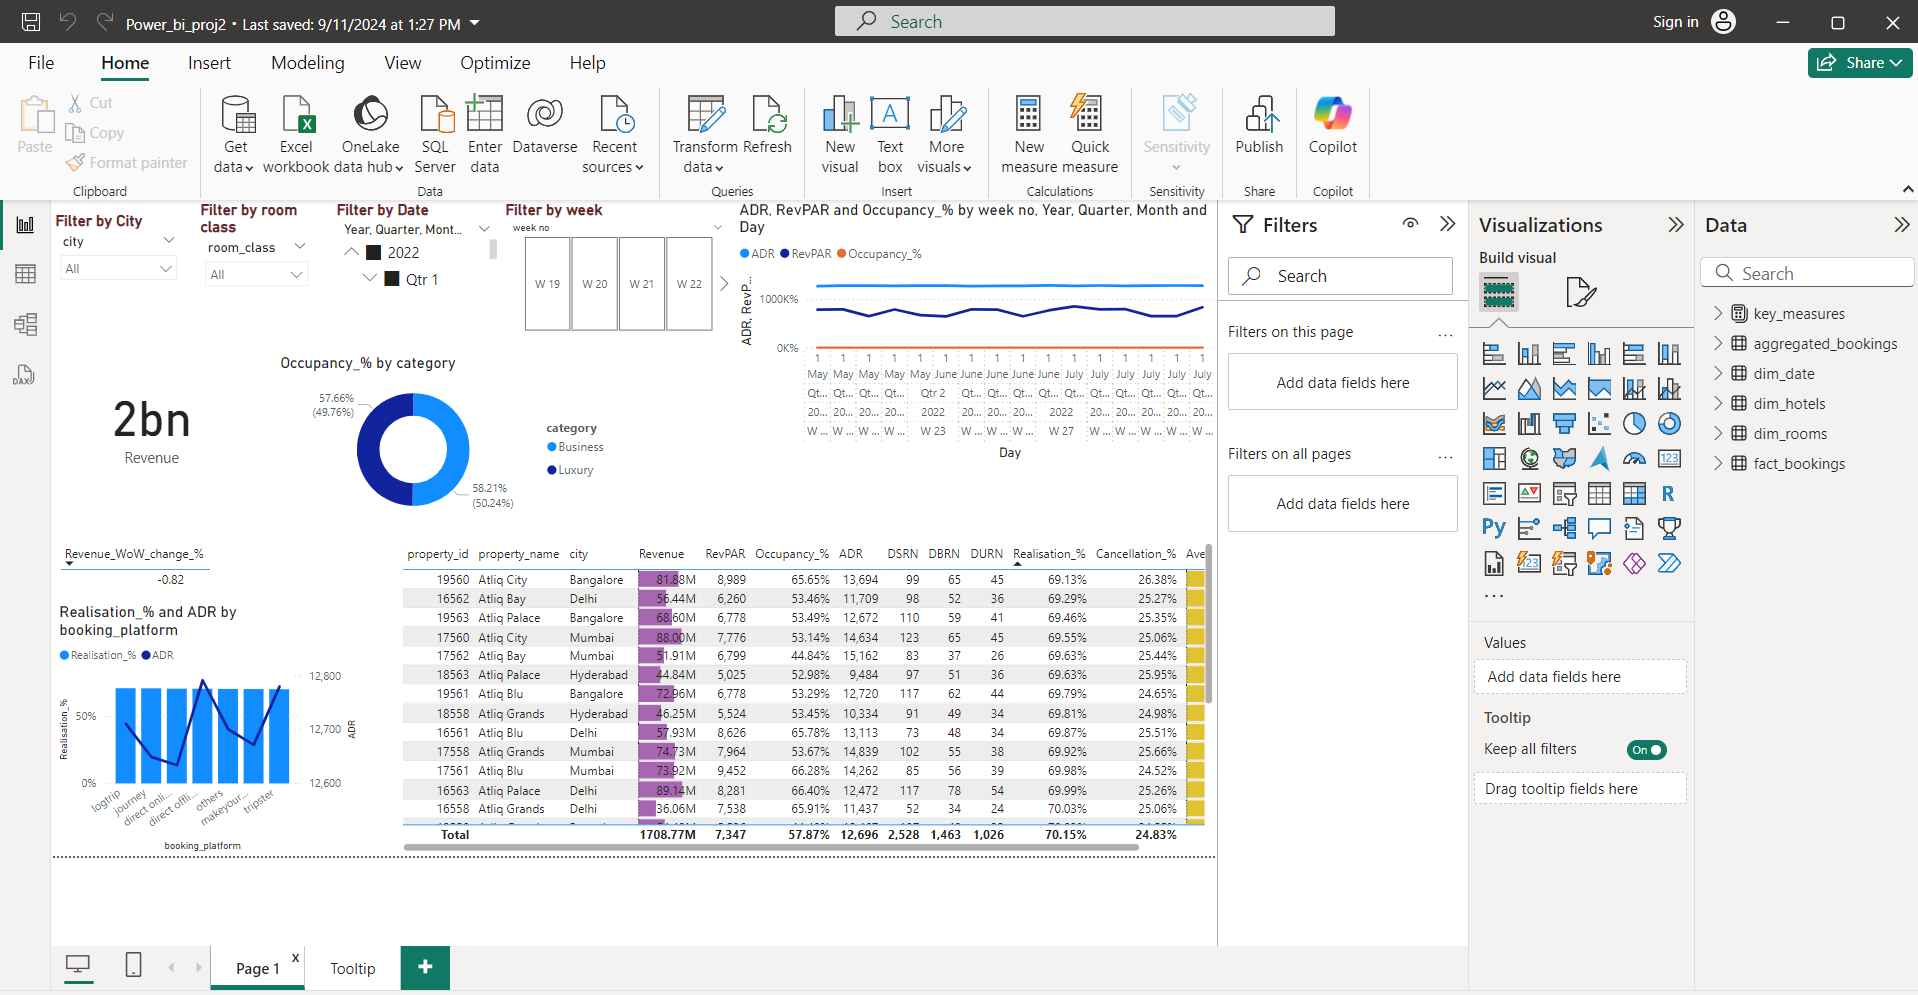 Power_bi_proj2 • Last saved: 9/11/2024 at 1:27 PM
Search
Sign in
File
Home
Insert
Modeling
View
Optimize
Help
Share
Paste
Cut
Copy
Format painter
Clipboard
Get data
Excel workbook
OneLake data hub
SQL Server
Enter data
Dataverse
Recent sources
Data
Transform data
Refresh
Queries
New visual
Text box
More visuals
Insert
New measure
Quick measure
Calculations
Sensitivity
Sensitivity
Publish
Share
Copilot
Copilot
Filter by City
city
All
Filter by room class
room_class
All
Filter by Date
Year, Quarter, Mont...
2022
Qtr 1
Filter by week
week no
W 19
W 20
W 21
W 22
ADR, RevPAR and Occupancy_% by week no, Year, Quarter, Month and
Day
ADR RevPAR Occupancy_%
ADR, RevP...
1000K%
0K%
1 1 1 1 1 1 1 1 1 1 1 1 1 1 1 1
May May May May May June June June June July July July July July July July
Qt... Qt... Qt... Qt... Qtr 2 Qt... Qt... Qt... Qt... Qt... Qt... Qt... Qt... Qt...
20... 20... 20... 20... 2022 20... 20... 20... 2022 20... 20... 20... 20... 20...
W ... W ... W ... W ... W 23 W ... W ... W ... W 27 W ... W ... W ... W ... W ...
Day
2bn
Revenue
Occupancy_% by category
57.66%
(49.76%)
58.21%
(50.24%)
category
Business
Luxury
Revenue_WoW_change_%
-0.82
Realisation_% and ADR by
booking_platform
Realisation_% ADR
Realisation_%
50%
0%
12,800
12,700
12,600
ADR
logtrip
journey
direct onli...
direct offli...
others
makeyour...
tripster
booking_platform
property_id property_name city Revenue RevPAR Occupancy_% ADR DSRN DBRN DURN Realisation_% Cancellation_% Ave
19560 Atliq City Bangalore 81.88M 8,989 65.65% 13,694 99 65 45 69.13% 26.38%
16562 Atliq Bay Delhi 56.44M 6,260 53.46% 11,709 98 52 36 69.29% 25.27%
19563 Atliq Palace Bangalore 68.60M 6,778 53.49% 12,672 110 59 41 69.46% 25.35%
17560 Atliq City Mumbai 88.00M 7,776 53.14% 14,634 123 65 45 69.55% 25.06%
17562 Atliq Bay Mumbai 51.91M 6,799 44.84% 15,162 83 37 26 69.63% 25.44%
18563 Atliq Palace Hyderabad 44.84M 5,025 52.98% 9,484 97 51 36 69.63% 25.95%
19561 Atliq Blu Bangalore 72.96M 6,778 53.29% 12,720 117 62 44 69.79% 24.65%
18558 Atliq Grands Hyderabad 46.25M 5,524 53.45% 10,334 91 49 34 69.81% 24.98%
16561 Atliq Blu Delhi 57.93M 8,626 65.78% 13,113 73 48 34 69.87% 25.51%
17558 Atliq Grands Mumbai 74.73M 7,964 53.67% 14,839 102 55 38 69.92% 25.66%
17561 Atliq Blu Mumbai 73.92M 9,452 66.28% 14,262 85 56 39 69.98% 24.52%
16563 Atliq Palace Delhi 89.14M 8,281 66.40% 12,472 117 78 54 69.99% 25.26%
16558 Atliq Grands Delhi 36.06M 7,538 65.91% 11,437 52 34 24 70.03% 25.06%
Total 1708.77M 7,347 57.87% 12,696 2,528 1,463 1,026 70.15% 24.83%
Filters
Search
Filters on this page
...
Add data fields here
Filters on all pages
...
Add data fields here
Visualizations
Build visual
123
R
Py
123
...
Values
Add data fields here
Tooltip
Keep all filters
On
Drag tooltip fields here
Data
Search
key_measures
aggregated_bookings
dim_date
dim_hotels
dim_rooms
fact_bookings
DAX
Page 1
x
Tooltip
+